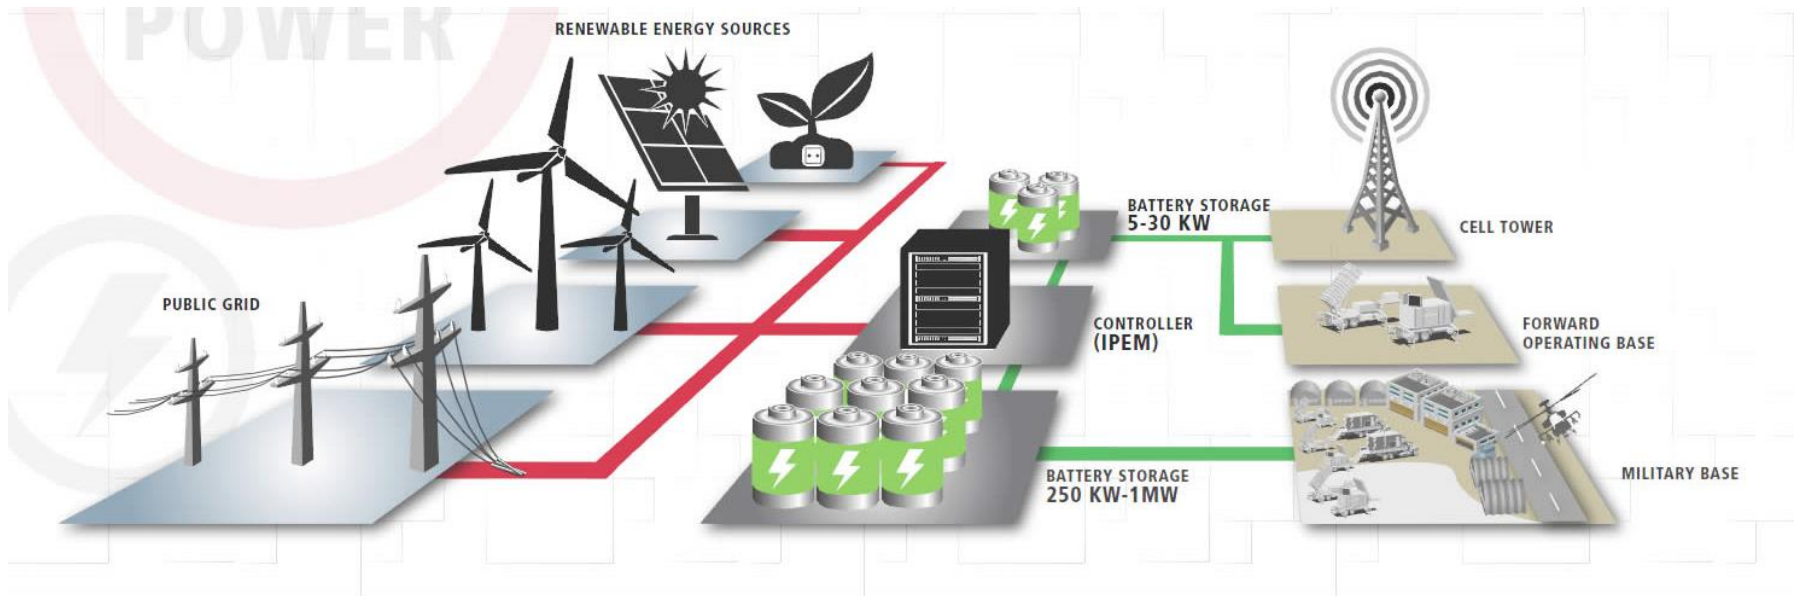 POWER
RENEWABLE ENERGY SOURCES
PUBLIC GRID
BATTERY STORAGE
5-30 KW
CELL TOWER
CONTROLLER
(IPEM)
FORWARD
OPERATING BASE
BATTERY STORAGE
250 KW-1MW
MILITARY BASE